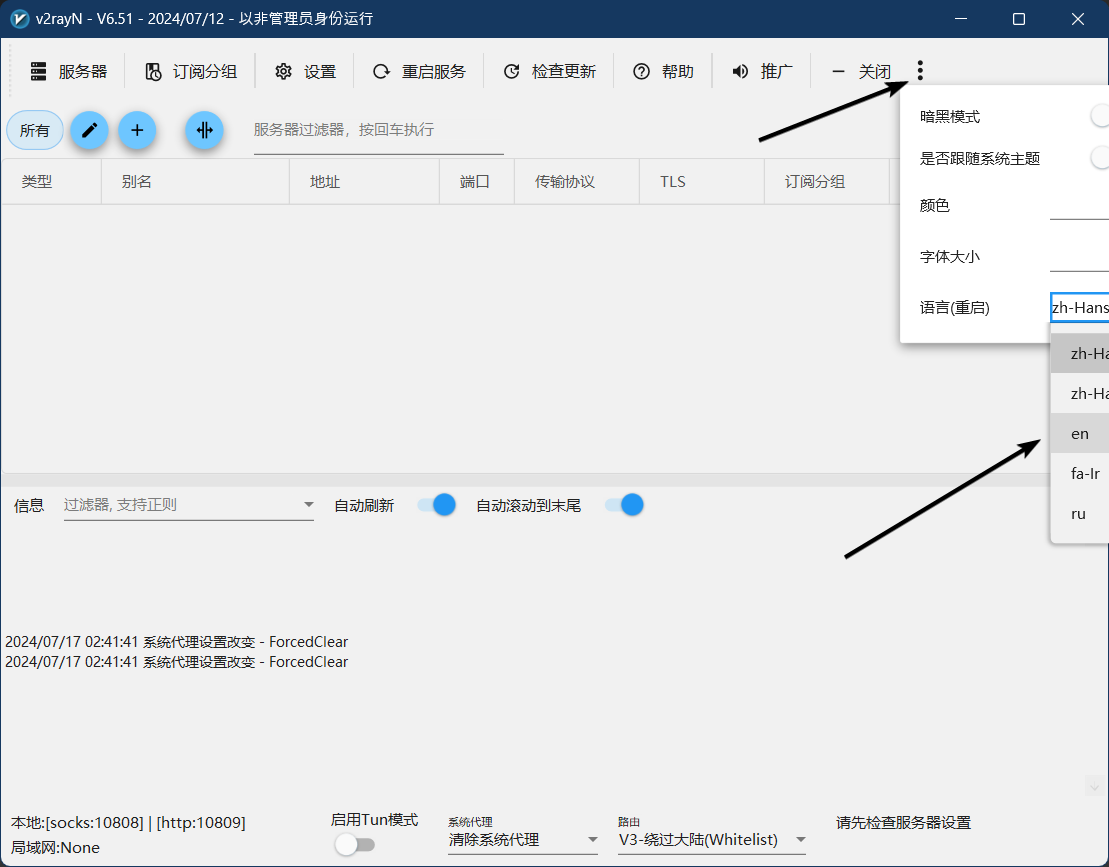 v2rayN - V6.51 - 2024/07/12 - 以非管理员身份运行
服务器 订阅分组 设置 重启服务 检查更新 帮助 推广 关闭
所有 服务器过滤器，按回车执行
类型 别名 地址 端口 传输协议 TLS 订阅分组
暗黑模式
是否跟随系统主题
颜色
字体大小
语言(重启) zh-Hans
zh-Ha
zh-Ha
en
fa-Ir
ru
信息 过滤器, 支持正则 自动刷新 自动滚动到末尾
2024/07/17 02:41:41 系统代理设置改变 - ForcedClear
2024/07/17 02:41:41 系统代理设置改变 - ForcedClear
本地:[socks:10808] | [http:10809]
局域网:None
启用Tun模式
系统代理
清除系统代理
路由
V3-绕过大陆(Whitelist)
请先检查服务器设置